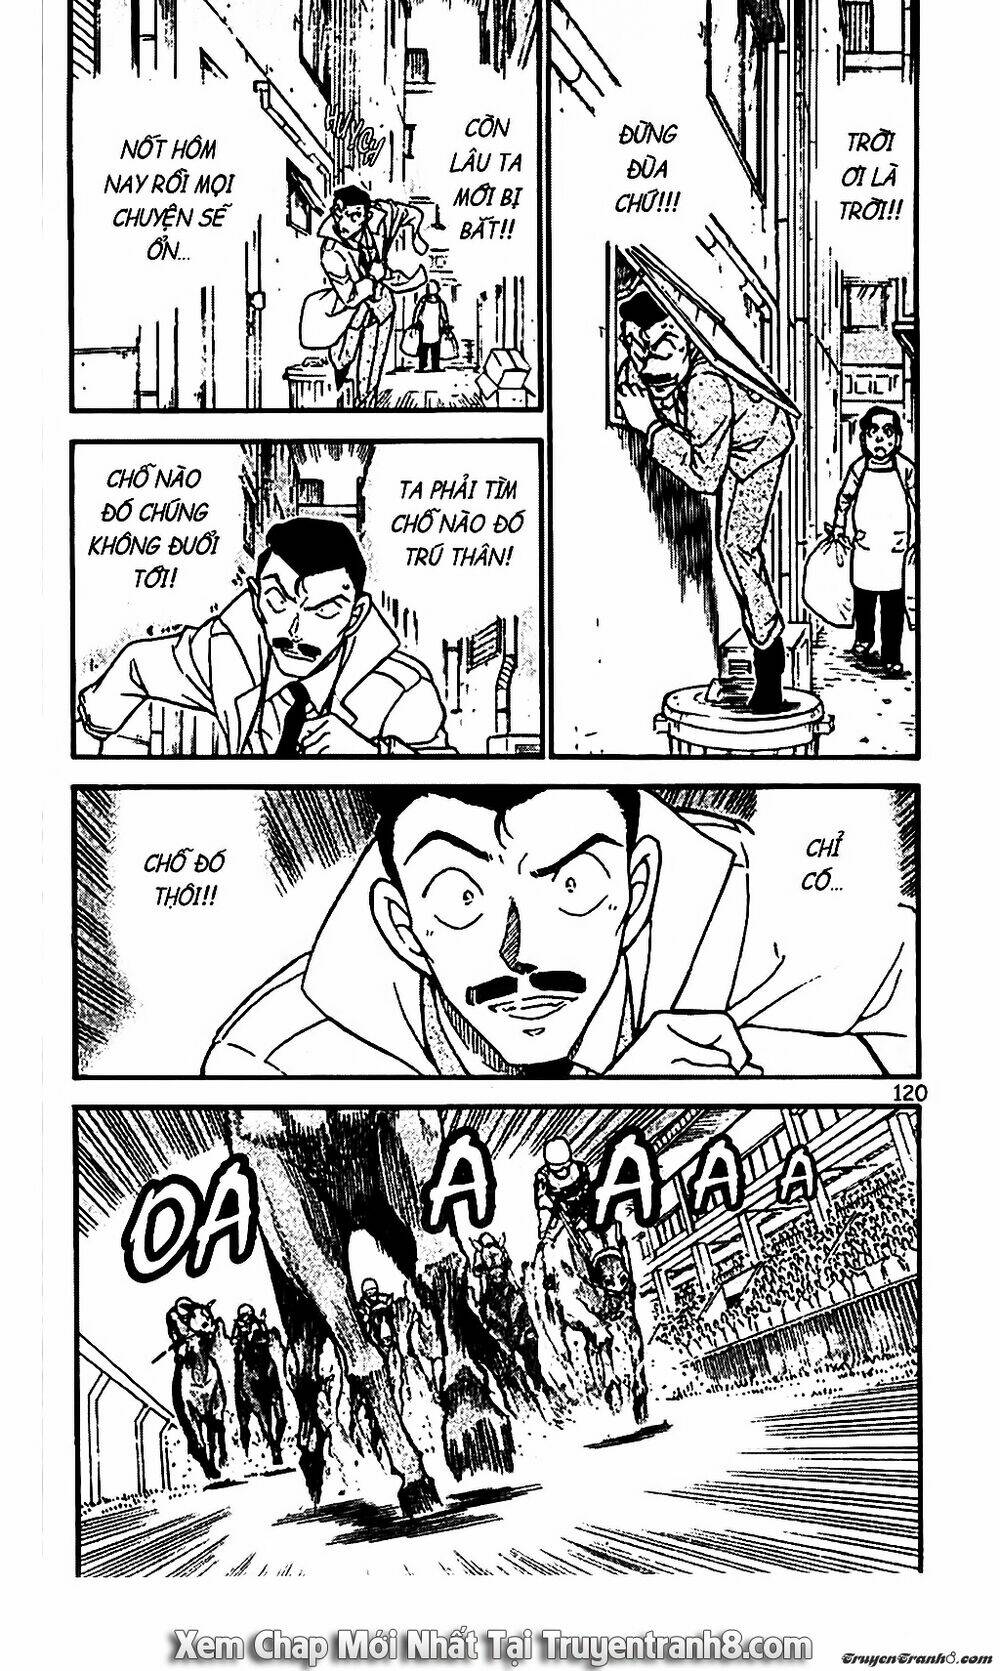 TRỜI
ƠI LÀ
TRỜI!!
ĐỪNG
ĐÙA
CHỨ!!!
CÒN
LÂU TA
MỚI BỊ
BẮT!!
HUỴCH
NỐT HÔM
NAY RỒI MỌI
CHUYỆN SẼ
ỔN...
TA PHẢI TÌM
CHỖ NÀO ĐÓ
TRÚ THÂN!
CHỖ NÀO
ĐÓ CHÚNG
KHÔNG ĐUỔI
TỚI!
CHỈ
CÓ...
CHỖ ĐÓ
THÔI!!
120
OÁ Á Á Á Á
Xem Chap Mới Nhất Tại Truyentranh8.com
TruyenTranh8.com